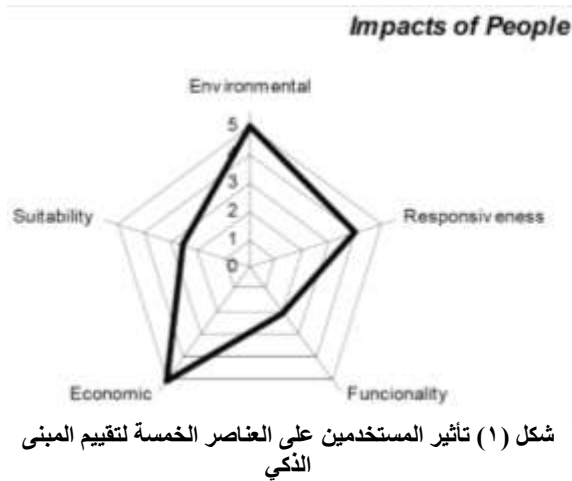 Impacts of People
Environmental
5
3
2
1
0
Suitability
Responsiveness
Economic
Funcionality
شكل (١) تأثير المستخدمين على العناصر الخمسة لتقييم المبنى
الذكي